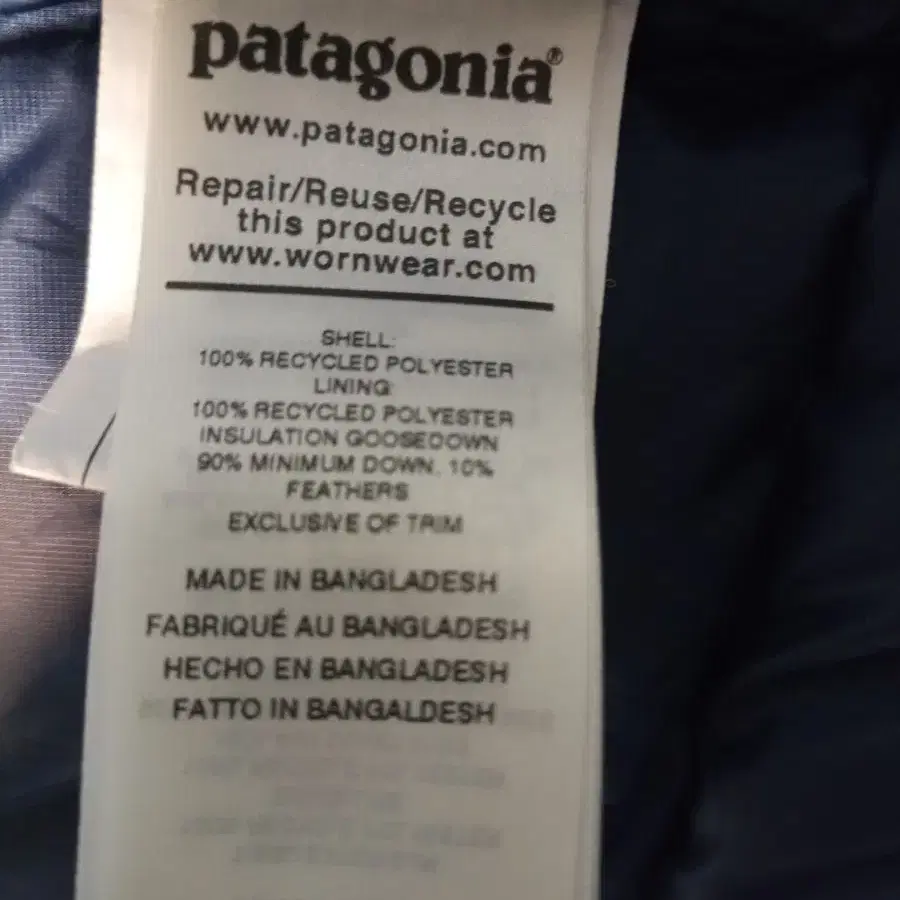 patagonia®
www.patagonia.com
Repair/Reuse/Recycle
this product at
www.wornwear.com
SHELL:
100% RECYCLED POLYESTER
LINING:
100% RECYCLED POLYESTER
INSULATION GOOSEDOWN
90% MINIMUM DOWN. 10%
FEATHERS
EXCLUSIVE OF TRIM
MADE IN BANGLADESH
FABRIQUÉ AU BANGLADESH
HECHO EN BANGLADESH
FATTO IN BANGALDESH